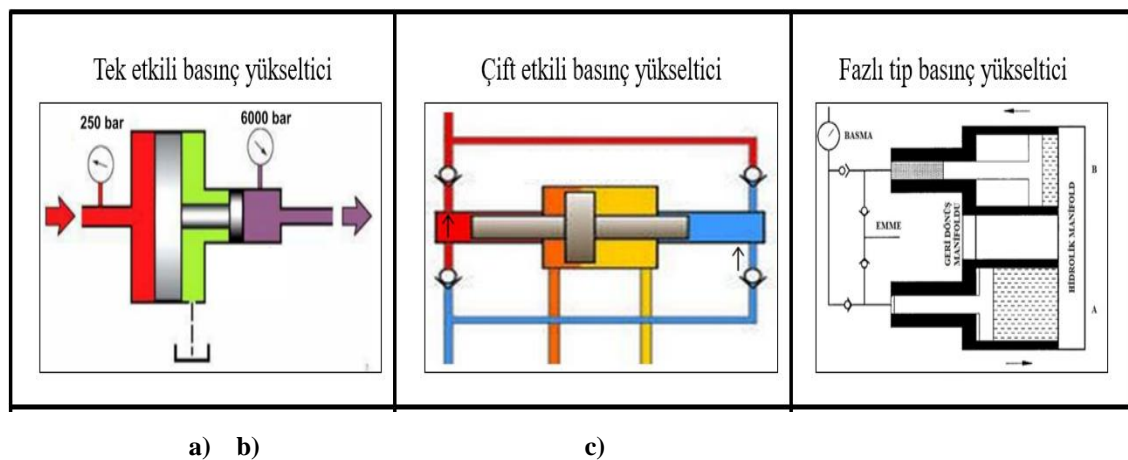 Tek etkili basınç yükseltici
Çift etkili basınç yükseltici
Fazlı tip basınç yükseltici
250 bar
6000 bar
BASMA
EMME
GERİ DÖNÜŞ
MANİFOLDU
HİDROLİK MANİFOLD
B
A
a) b)
c)